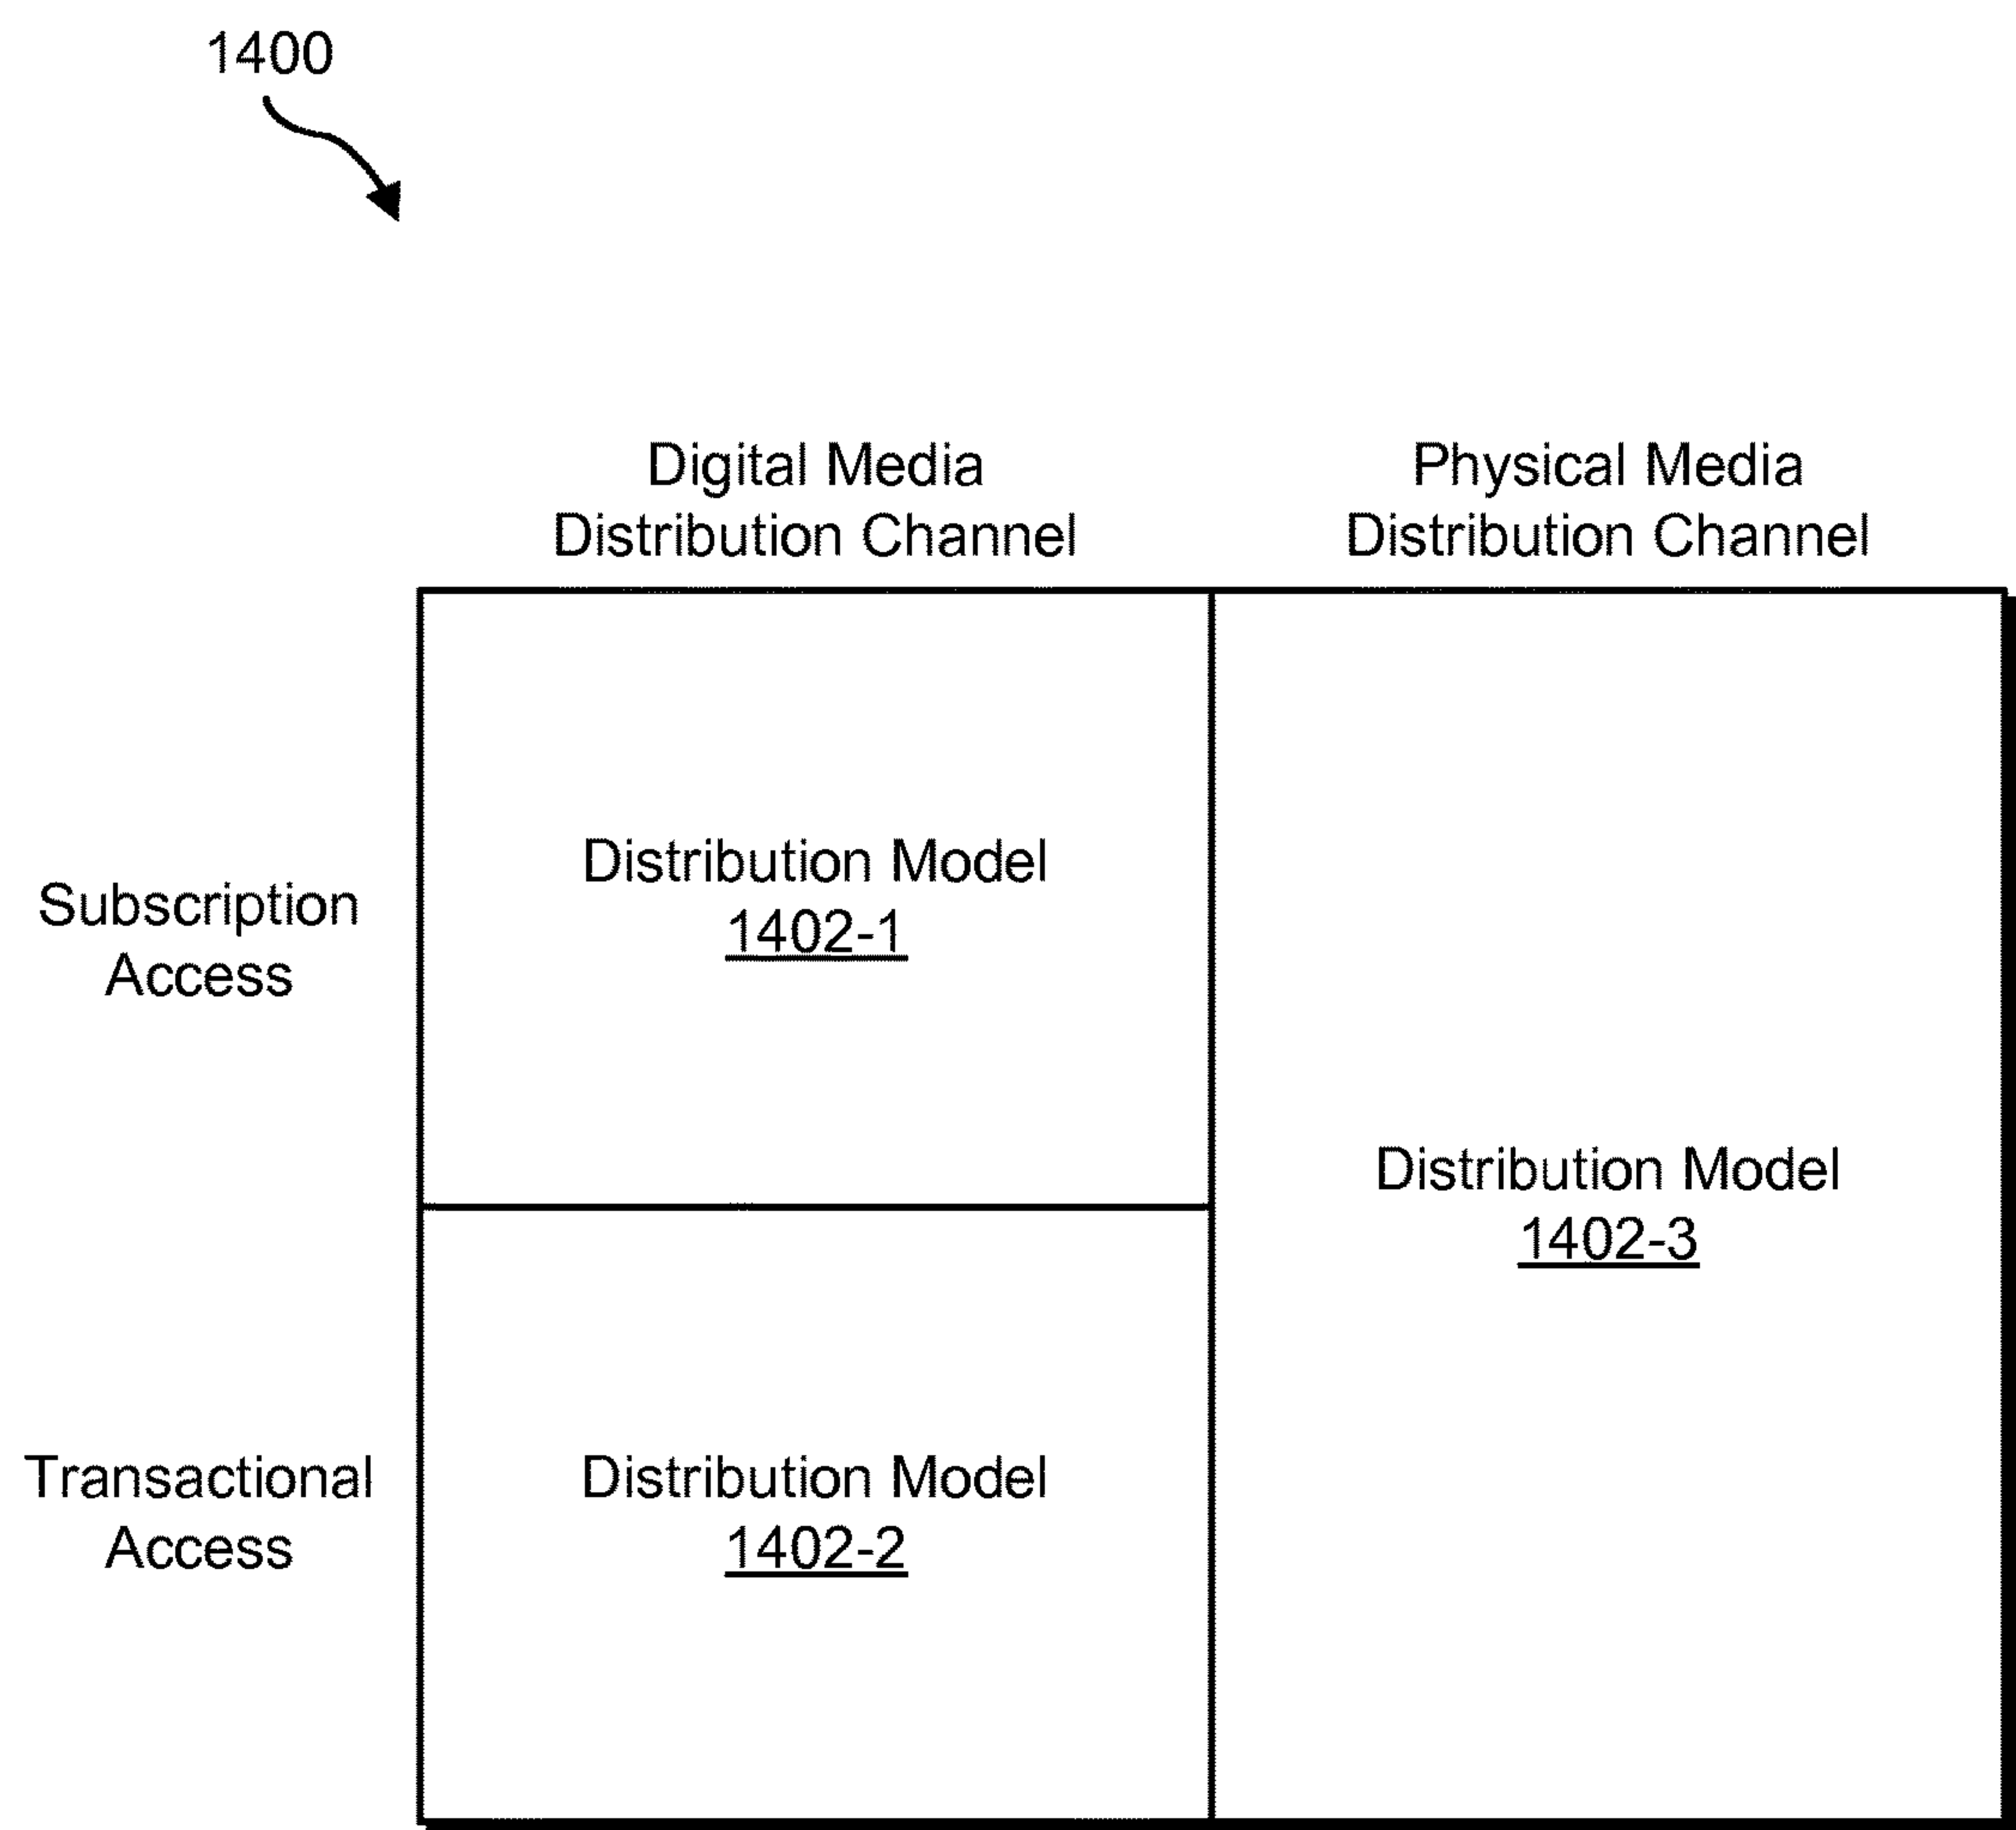 1400
Digital Media
Distribution Channel
Physical Media
Distribution Channel
Subscription
Access
Distribution Model
1402-1
Distribution Model
1402-3
Transactional
Access
Distribution Model
1402-2